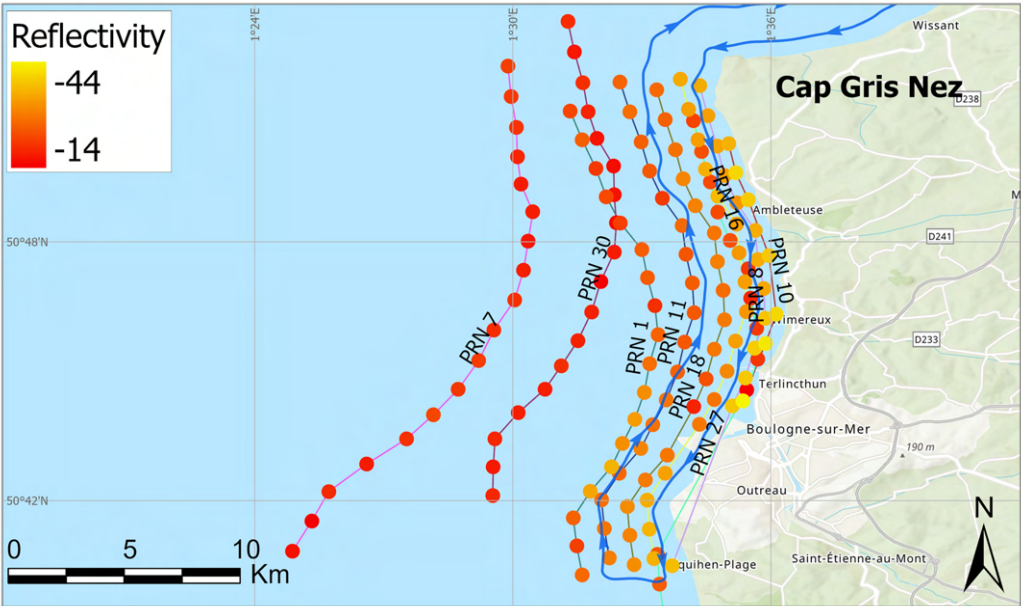 1°24'E
1°30'E
1°36'E
Wissant
Reflectivity
-44
-14
Cap Gris Nez
D238
M
PRN 16
Ambleteuse
50°48'N
D241
PRN 30
PRN 10
PRN 8
Wimereux
PRN 7
PRN 1
PRN 11
D233
PRN 18
Terlincthun
PRN 27
Boulogne-sur-Mer
190 m
Outreau
50°42'N
N
0 5 10
Km
quihen-Plage
Saint-Étienne-au-Mont